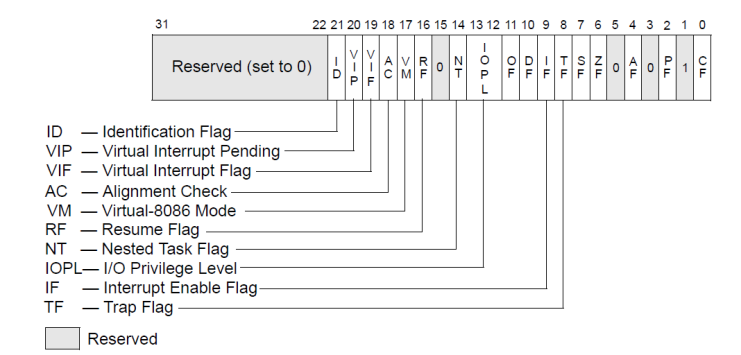 31 22 21 20 19 18 17 16 15 14 13 12 11 10 9 8 7 6 5 4 3 2 1 0
Reserved (set to 0) ID VIP VIF AC VM RF 0 NT IOPL OF DF IF TF SF ZF 0 AF 0 PF 1 CF
ID — Identification Flag
VIP — Virtual Interrupt Pending
VIF — Virtual Interrupt Flag
AC — Alignment Check
VM — Virtual-8086 Mode
RF — Resume Flag
NT — Nested Task Flag
IOPL— I/O Privilege Level
IF — Interrupt Enable Flag
TF — Trap Flag
Reserved